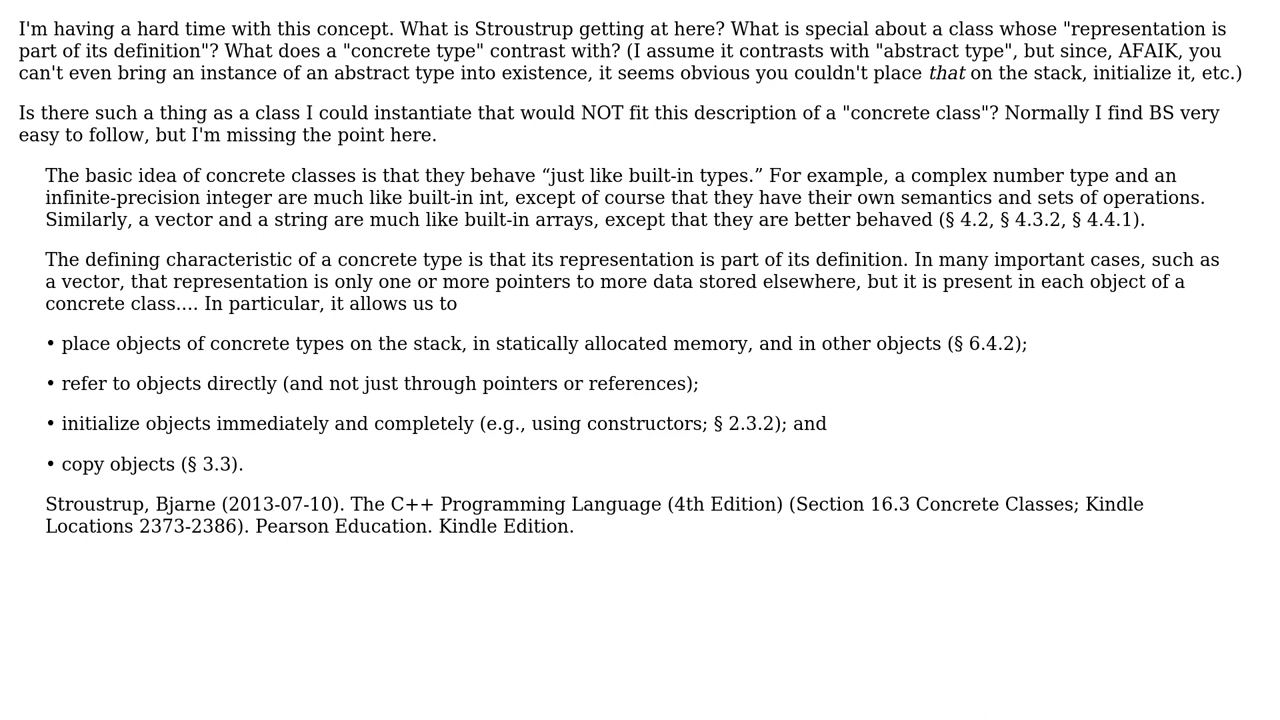 I'm having a hard time with this concept. What is Stroustrup getting at here? What is special about a class whose "representation is
part of its definition"? What does a "concrete type" contrast with? (I assume it contrasts with "abstract type", but since, AFAIK, you
can't even bring an instance of an abstract type into existence, it seems obvious you couldn't place that on the stack, initialize it, etc.)
Is there such a thing as a class I could instantiate that would NOT fit this description of a "concrete class"? Normally I find BS very
easy to follow, but I'm missing the point here.
The basic idea of concrete classes is that they behave “just like built-in types.” For example, a complex number type and an
infinite-precision integer are much like built-in int, except of course that they have their own semantics and sets of operations.
Similarly, a vector and a string are much like built-in arrays, except that they are better behaved (§ 4.2, § 4.3.2, § 4.4.1).
The defining characteristic of a concrete type is that its representation is part of its definition. In many important cases, such as
a vector, that representation is only one or more pointers to more data stored elsewhere, but it is present in each object of a
concrete class.... In particular, it allows us to
• place objects of concrete types on the stack, in statically allocated memory, and in other objects (§ 6.4.2);
• refer to objects directly (and not just through pointers or references);
• initialize objects immediately and completely (e.g., using constructors; § 2.3.2); and
• copy objects (§ 3.3).
Stroustrup, Bjarne (2013-07-10). The C++ Programming Language (4th Edition) (Section 16.3 Concrete Classes; Kindle
Locations 2373-2386). Pearson Education. Kindle Edition.